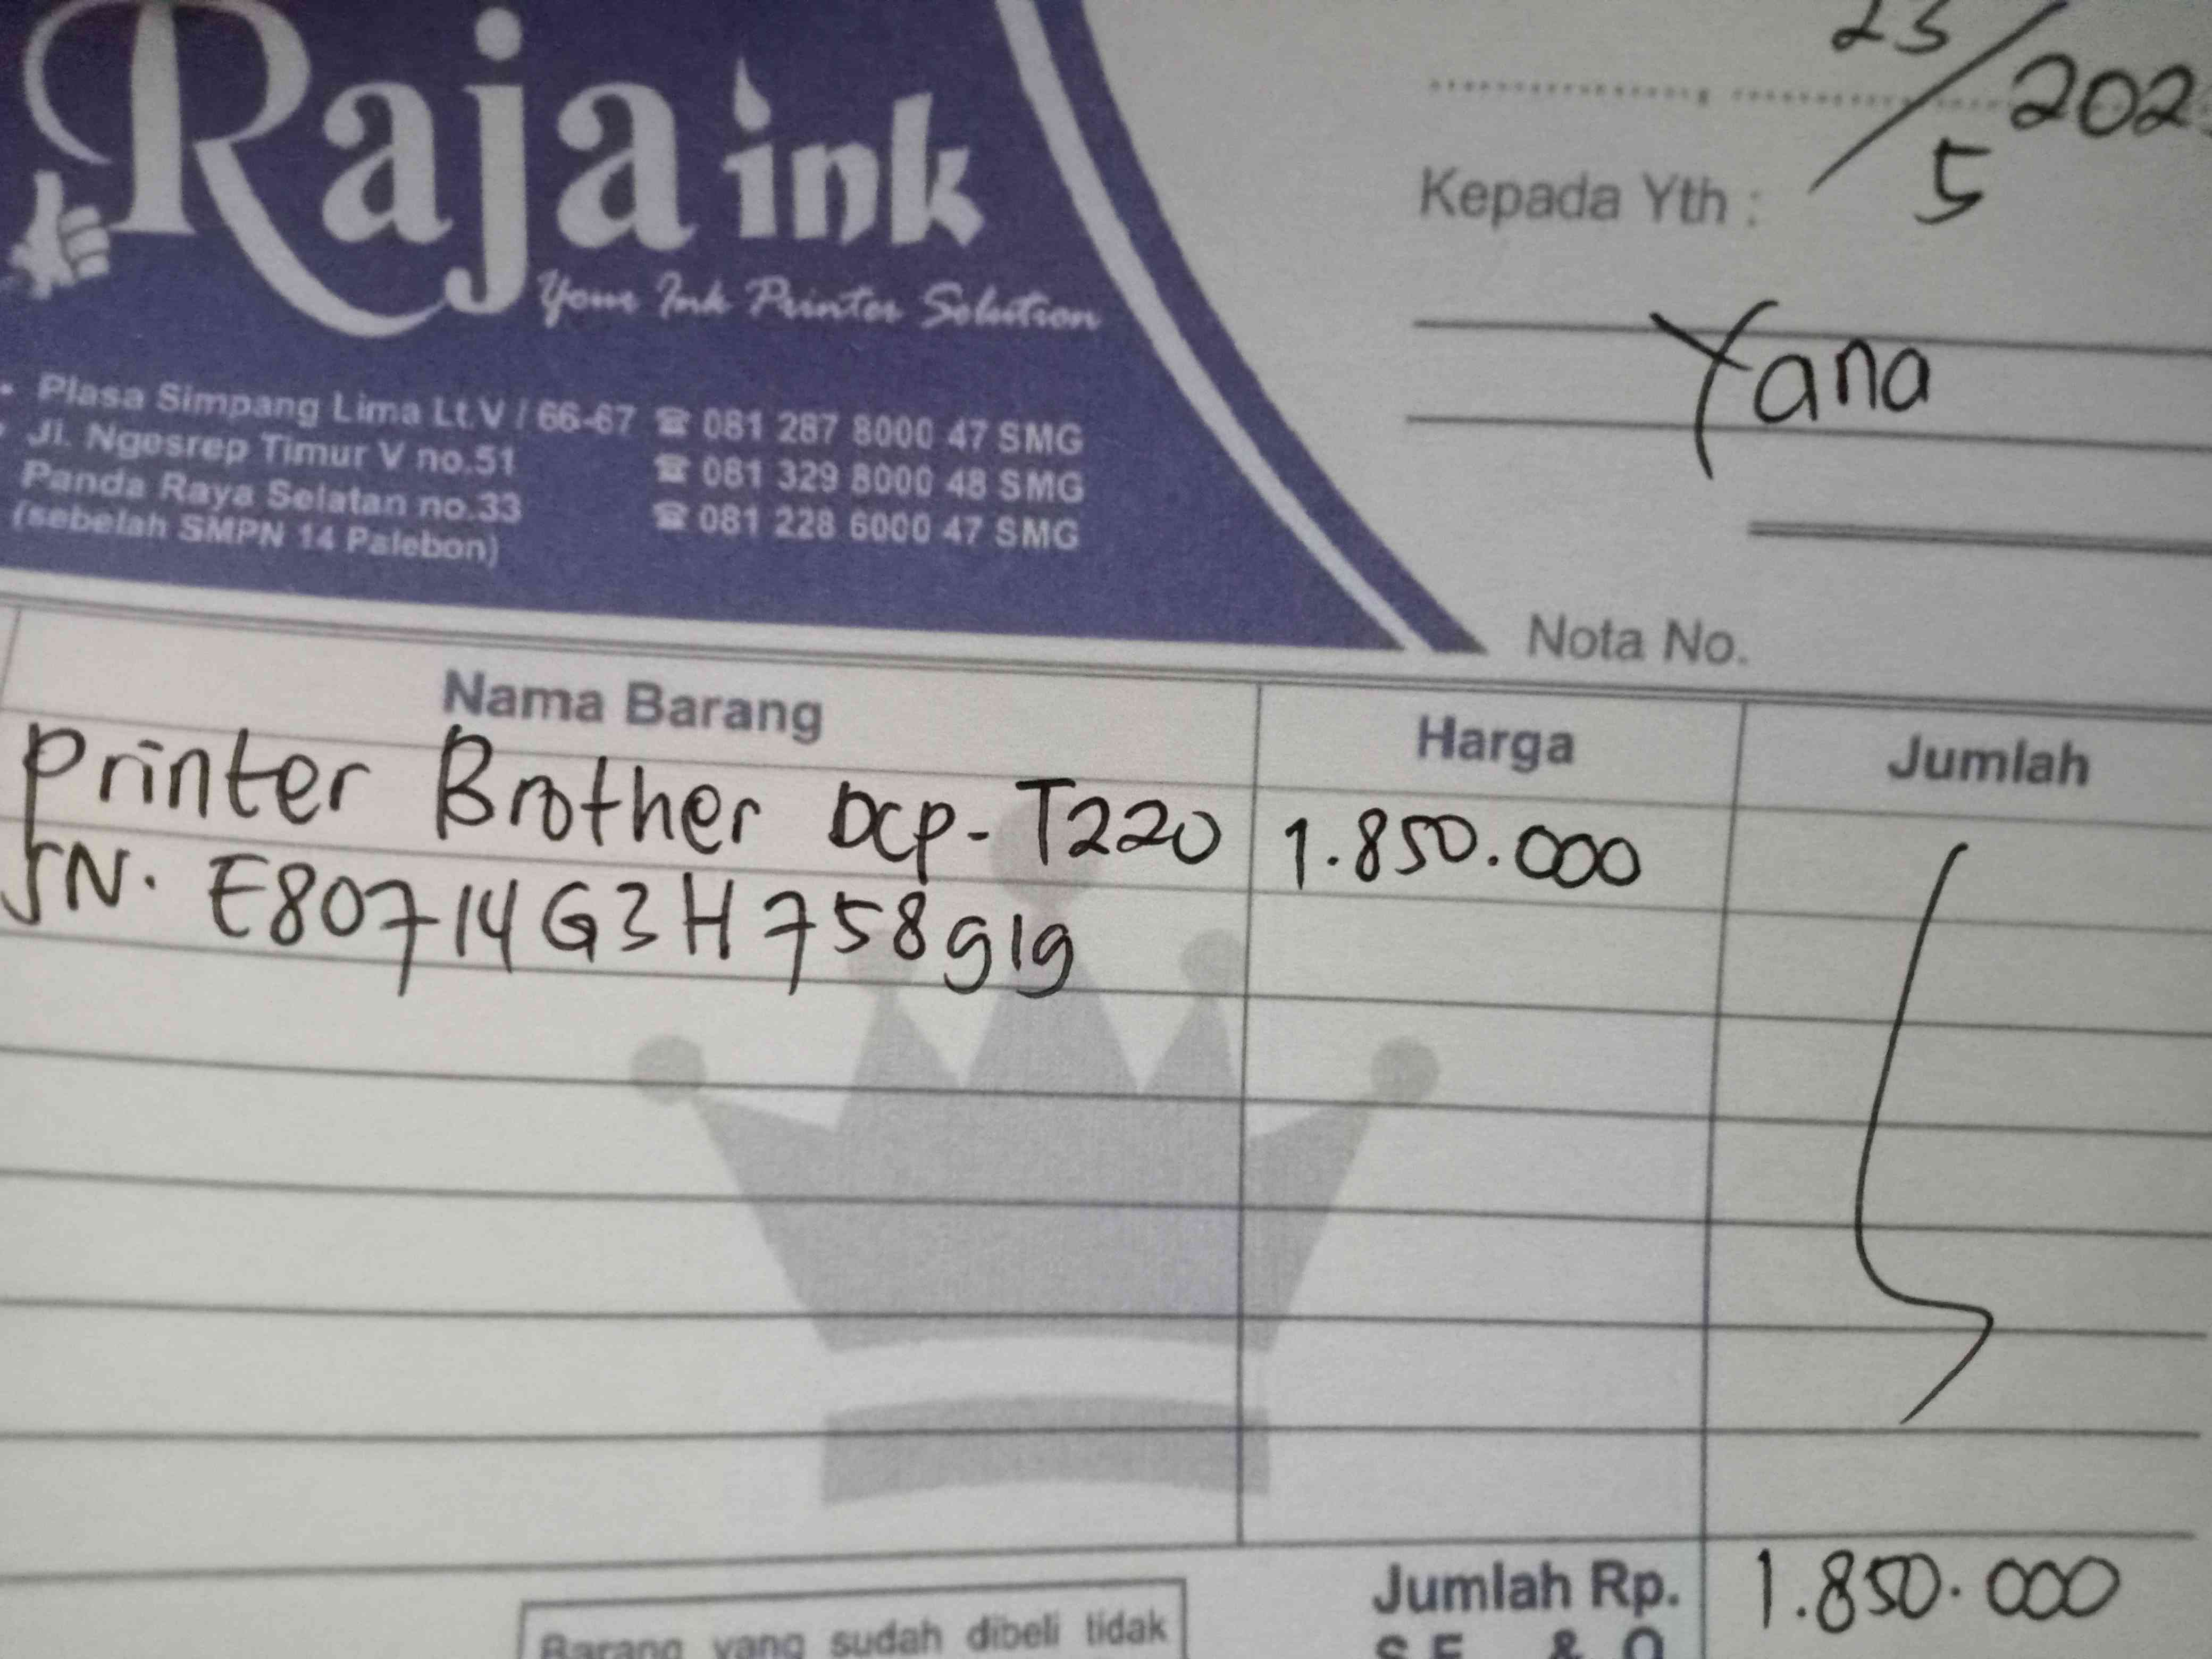 Raja ink
Your Ink Printer Solution
Plasa Simpang Lima Lt.V / 66-67 ☎ 081 287 8000 47 SMG
Jl. Ngesrep Timur V no.51 ☎ 081 329 8000 48 SMG
Panda Raya Selatan no.33 ☎ 081 228 6000 47 SMG
(sebelah SMPN 14 Palebon)
23/5 202
Kepada Yth :
Yana
Nota No.
Nama Barang Harga Jumlah
Printer Brother DCP-T220 1.850.000
SN. E80714G3H758919
Jumlah Rp. 1.850.000
Barang yang sudah dibeli tidak
S.E. & O